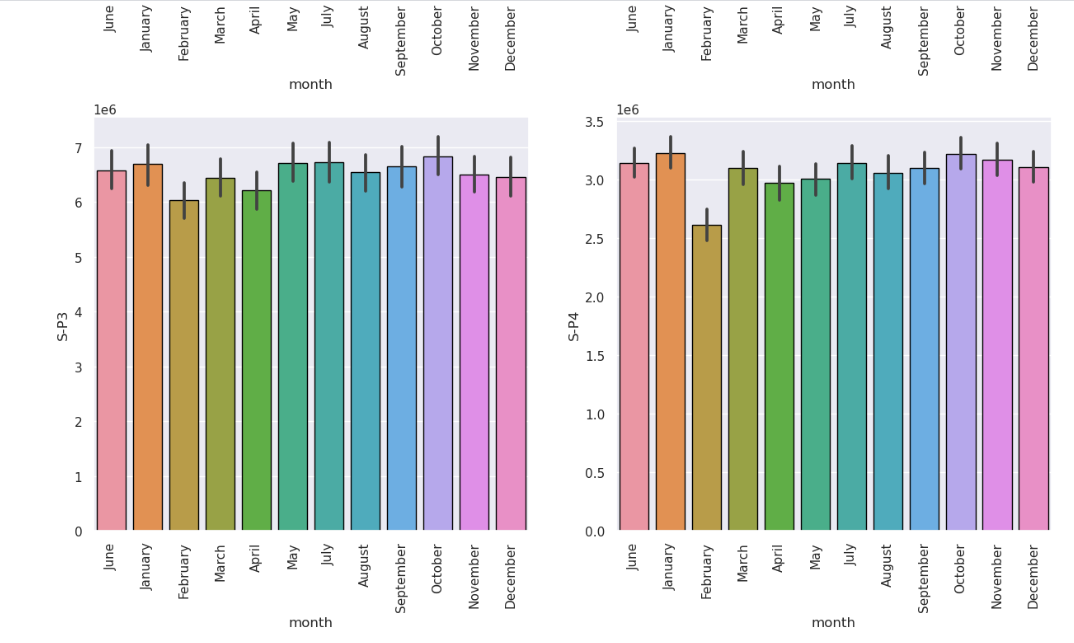 June January February March April May July August September October November December
June January February March April May July August September October November December
month
month
1e6
7
6
5
4
3
2
1
0
S-P3
June January February March April May July August September October November December
month
1e6
3.5
3.0
2.5
2.0
1.5
1.0
0.5
0.0
S-P4
June January February March April May July August September October November December
month